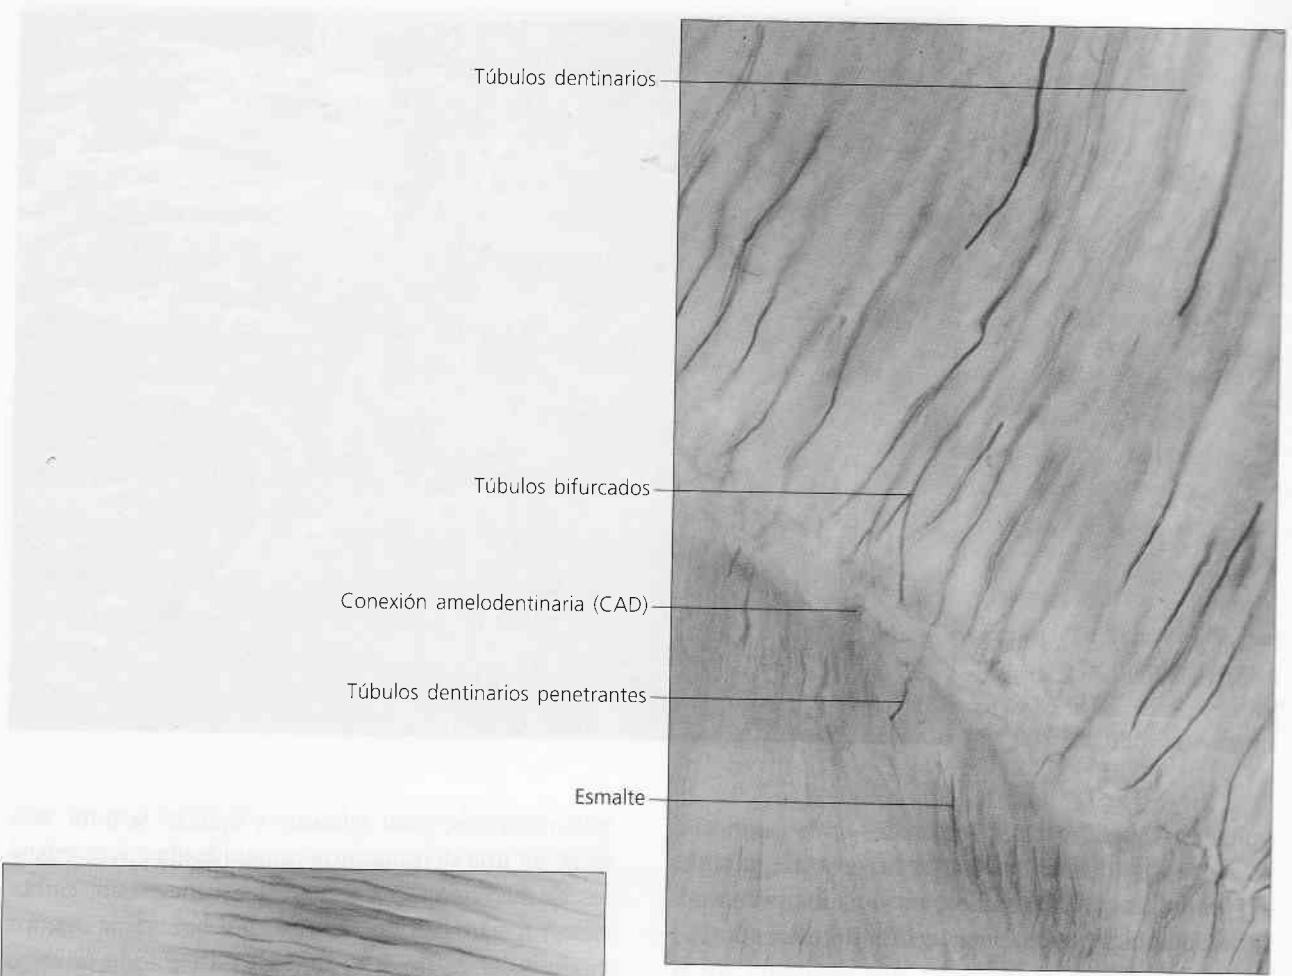 Túbulos dentinarios
Túbulos bifurcados
Conexión amelodentinaria (CAD)
Túbulos dentinarios penetrantes
Esmalte